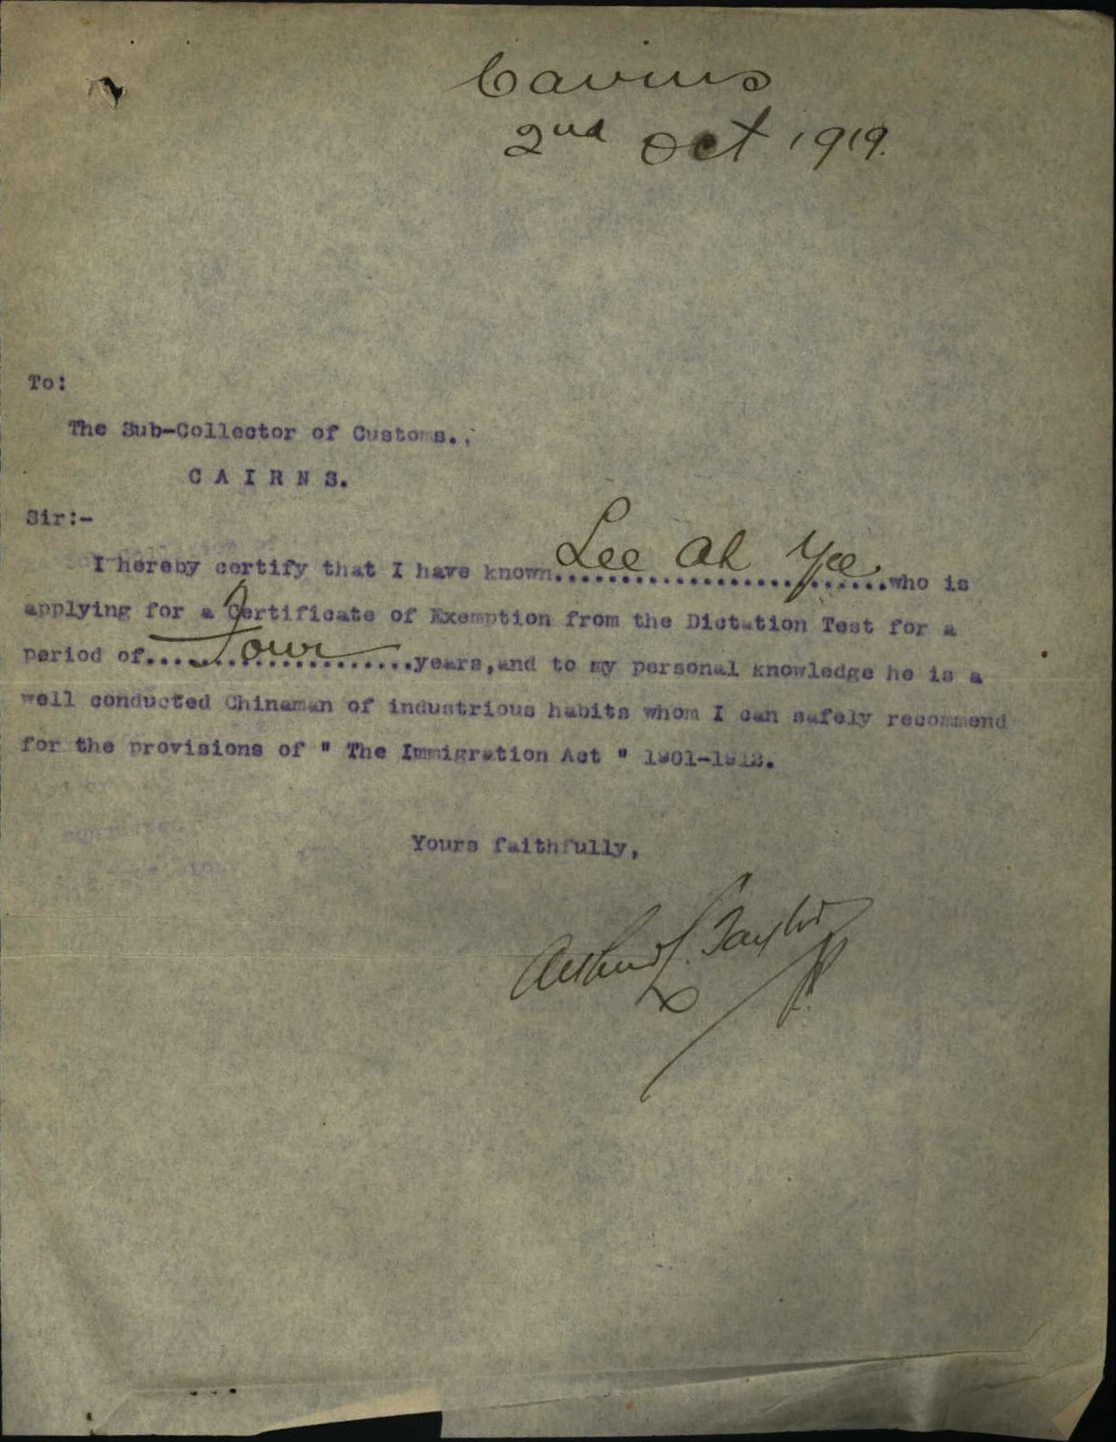 Cairns
2nd Oct 1919.
To:
The Sub-Collector of Customs.,
C A I R N S.
Sir:-
I hereby certify that I have known..........Lee Ah Yee..........who is
applying for a Certificate of Exemption from the Dictation Test for a
period of..........Four..........years,and to my personal knowledge he is a
well conducted Chinaman of industrious habits whom I can safely recommend
for the provisions of " The Immigration Act " 1901-1912.
Yours faithfully,
Arthur J. Taylor
JP